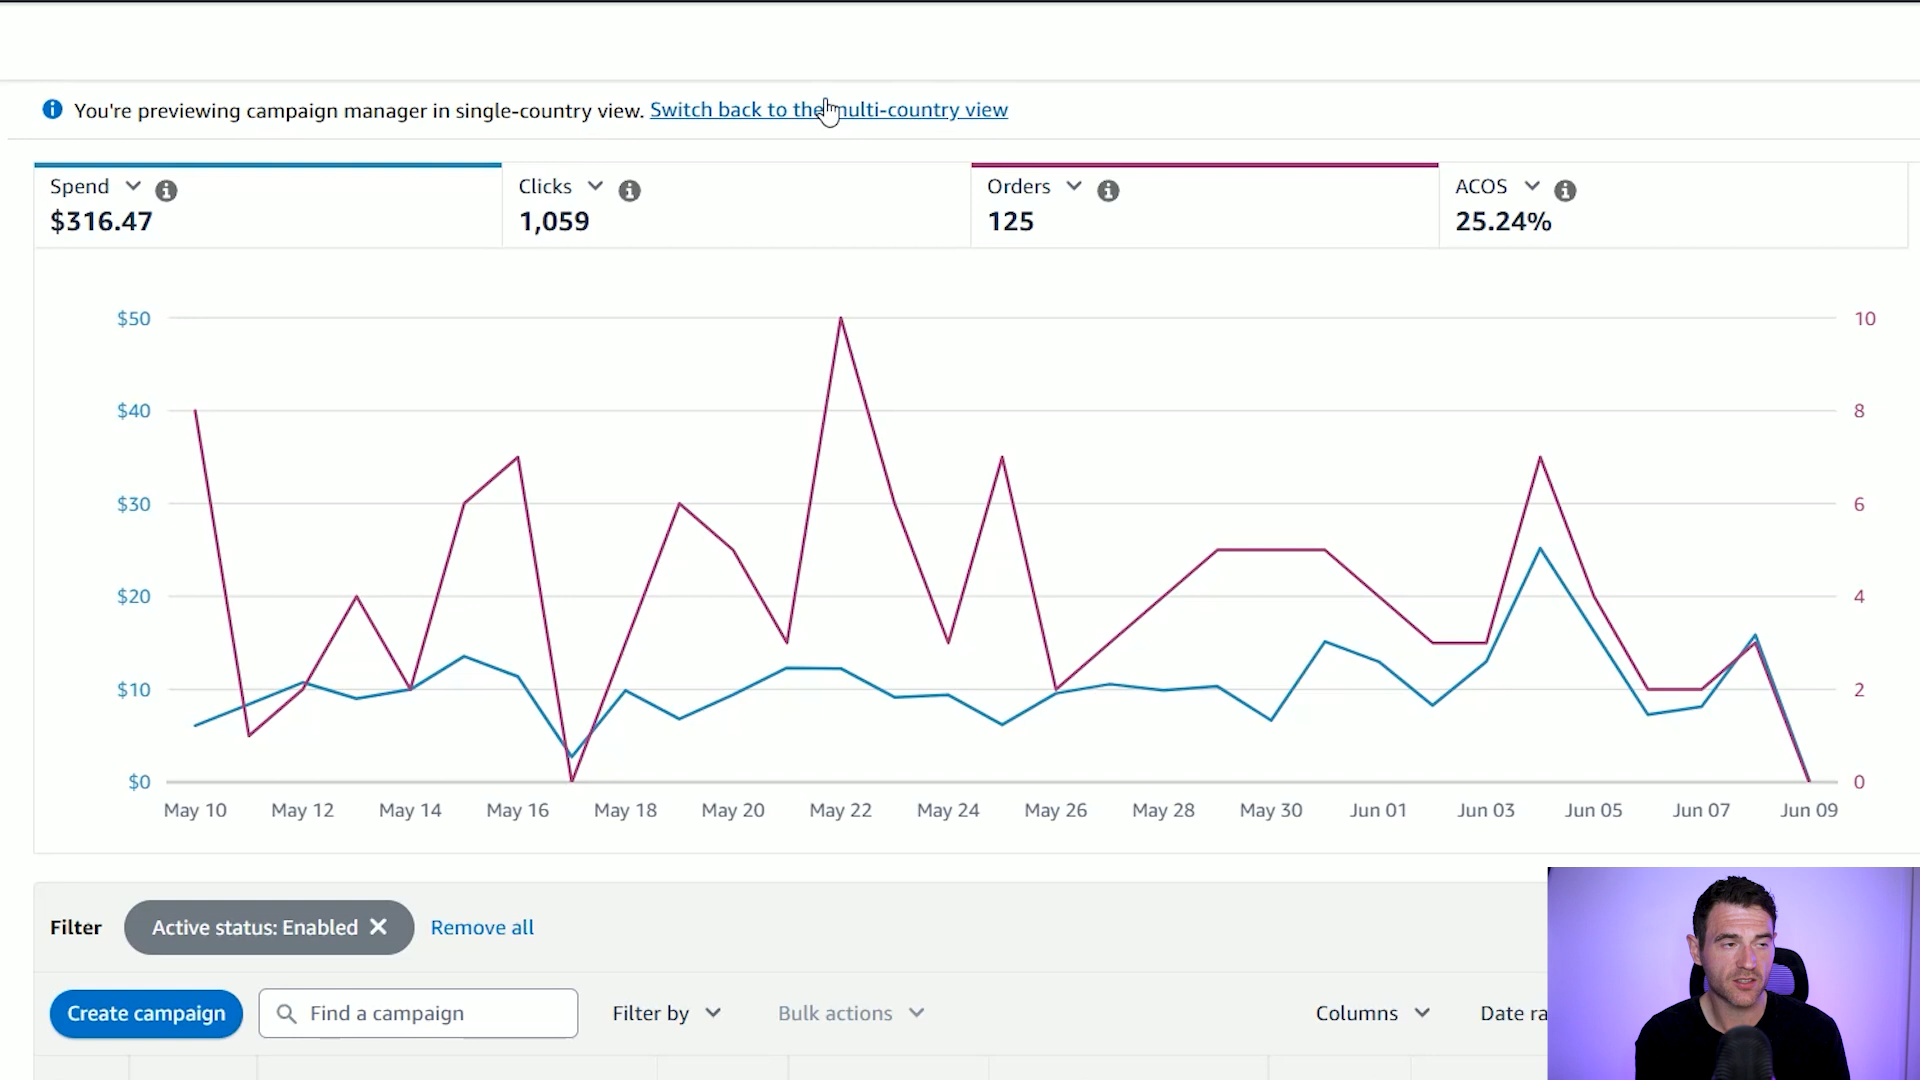 You're previewing campaign manager in single-country view. Switch back to the multi-country view
Spend
$316.47
Clicks
1,059
Orders
125
ACOS
25.24%
$50
$40
$30
$20
$10
$0
10
8
6
4
2
0
May 10 May 12 May 14 May 16 May 18 May 20 May 22 May 24 May 26 May 28 May 30 Jun 01 Jun 03 Jun 05 Jun 07 Jun 09
Filter Active status: Enabled Remove all
Create campaign Find a campaign Filter by Bulk actions Columns Date ra